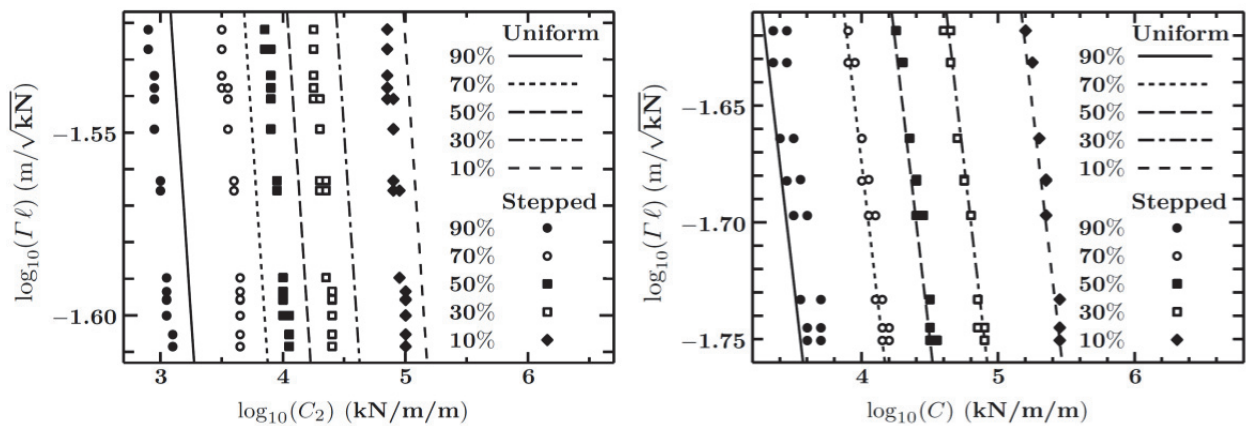 log₁₀(Γℓ) (m/√kN)
−1.55
−1.60
3 4 5 6
log₁₀(C₂) (kN/m/m)
Uniform
90%
70%
50%
30%
10%
Stepped
90%
70%
50%
30%
10%
log₁₀(Γℓ) (m/√kN)
−1.65
−1.70
−1.75
4 5 6
log₁₀(C) (kN/m/m)
Uniform
90%
70%
50%
30%
10%
Stepped
90%
70%
50%
30%
10%